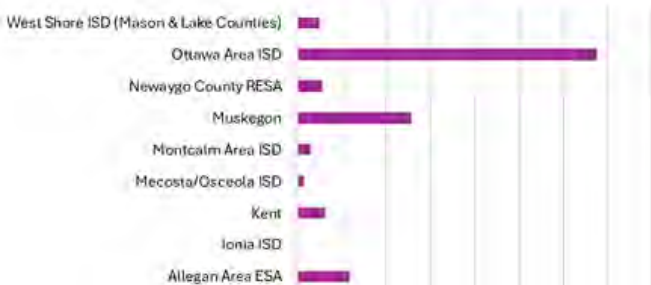 West Shore ISD (Mason & Lake Counties)
Ottawa Area ISD
Newaygo County RESA
Muskegon
Montcalm Area ISD
Mecosta/Osceola ISD
Kent
Ionia ISD
Allegan Area ESA